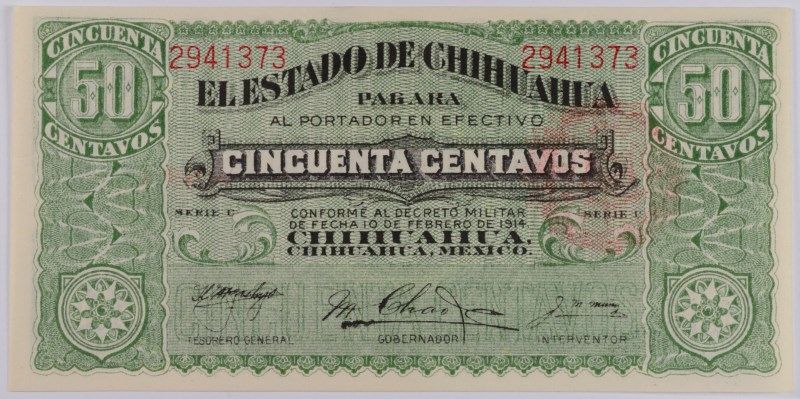 CINCUENTA
50
CENTAVOS
2941373
2941373
CINCUENTA
50
CENTAVOS
EL ESTADO DE CHIHUAHUA
PAGARA
AL PORTADOR EN EFECTIVO
CINCUENTA CENTAVOS
SERIE C
CONFORME AL DECRETO MILITAR
DE FECHA 10 DE FEBRERO DE 1914
SERIE C
CHIHUAHUA,
CHIHUAHUA, MEXICO.
TESORERO GENERAL
GOBERNADOR
INTERVENTOR